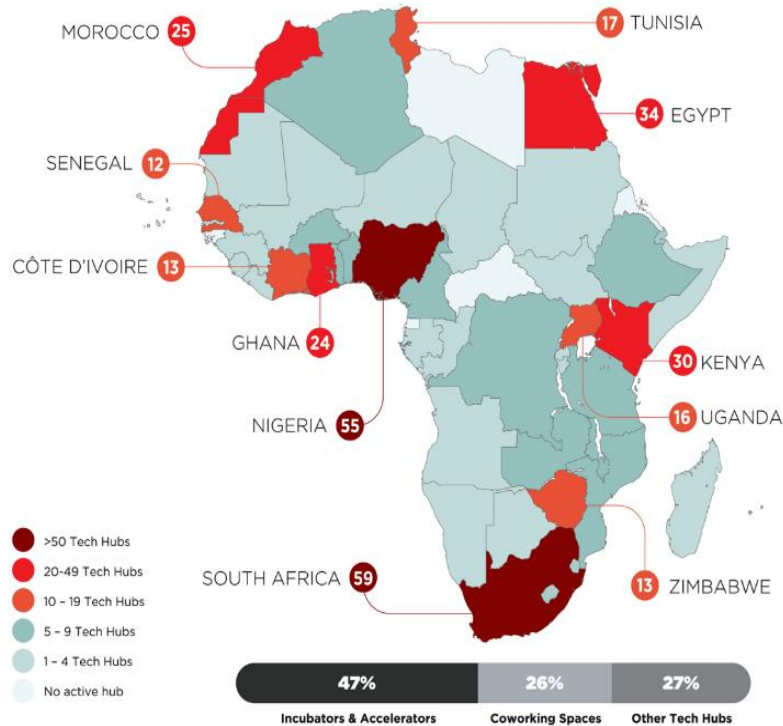 MOROCCO 25
17 TUNISIA
34 EGYPT
SENEGAL 12
CÔTE D'IVOIRE 13
GHANA 24
30 KENYA
NIGERIA 55
16 UGANDA
SOUTH AFRICA 59
13 ZIMBABWE
>50 Tech Hubs
20-49 Tech Hubs
10 – 19 Tech Hubs
5 – 9 Tech Hubs
1 – 4 Tech Hubs
No active hub
47% 26% 27%
Incubators & Accelerators Coworking Spaces Other Tech Hubs